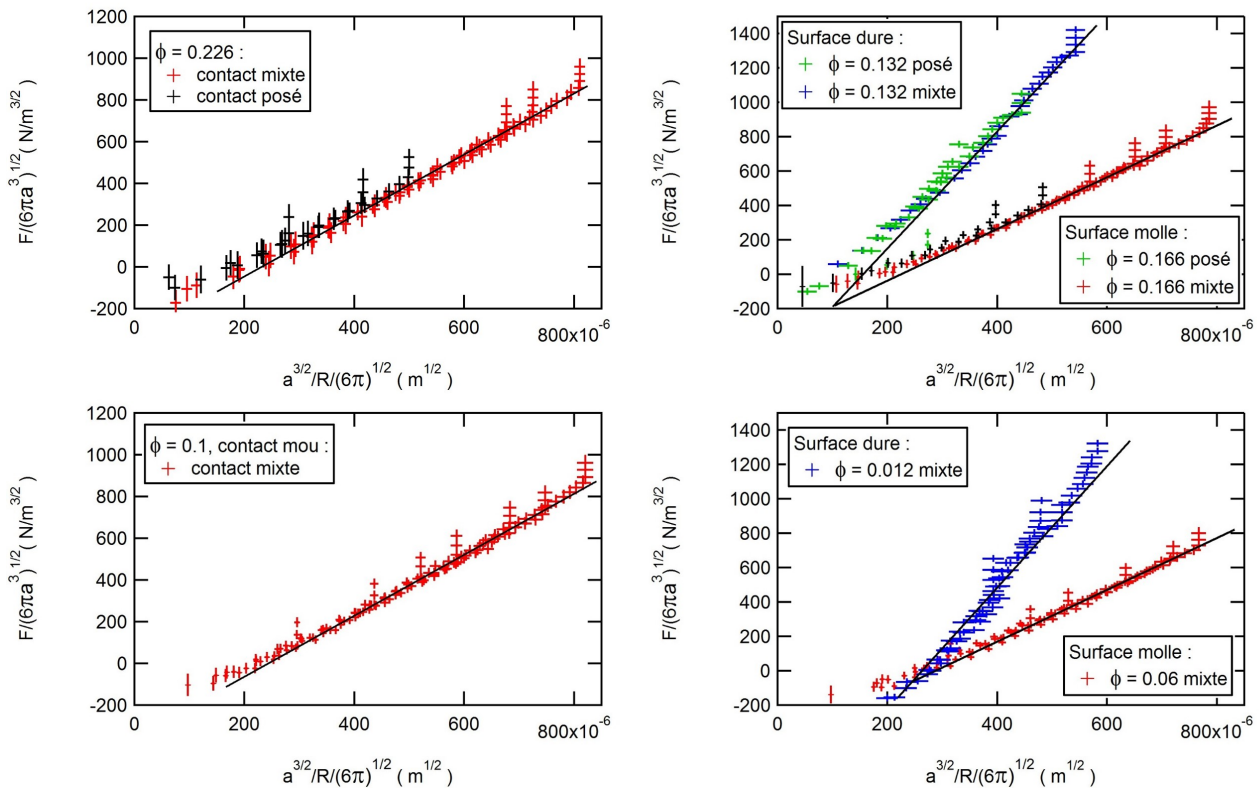 1200
1000
800
600
400
200
0
-200
F/(6πa³)^1/2 ( N/m^3/2)
ϕ = 0.226 :
contact mixte
contact posé
0
200
400
600
800x10^-6
a^3/2/R/(6π)^1/2 ( m^1/2)
1400
1200
1000
800
600
400
200
0
-200
F/(6πa³)^1/2 ( N/m^3/2)
Surface dure :
ϕ = 0.132 posé
ϕ = 0.132 mixte
Surface molle :
ϕ = 0.166 posé
ϕ = 0.166 mixte
0
200
400
600
800x10^-6
a^3/2/R/(6π)^1/2 ( m^1/2)
1200
1000
800
600
400
200
0
-200
F/(6πa³)^1/2 ( N/m^3/2)
ϕ = 0.1, contact mou :
contact mixte
0
200
400
600
800x10^-6
a^3/2/R/(6π)^1/2 ( m^1/2)
1400
1200
1000
800
600
400
200
0
-200
F/(6πa³)^1/2 ( N/m^3/2)
Surface dure :
ϕ = 0.012 mixte
Surface molle :
ϕ = 0.06 mixte
0
200
400
600
800x10^-6
a^3/2/R/(6π)^1/2 ( m^1/2)